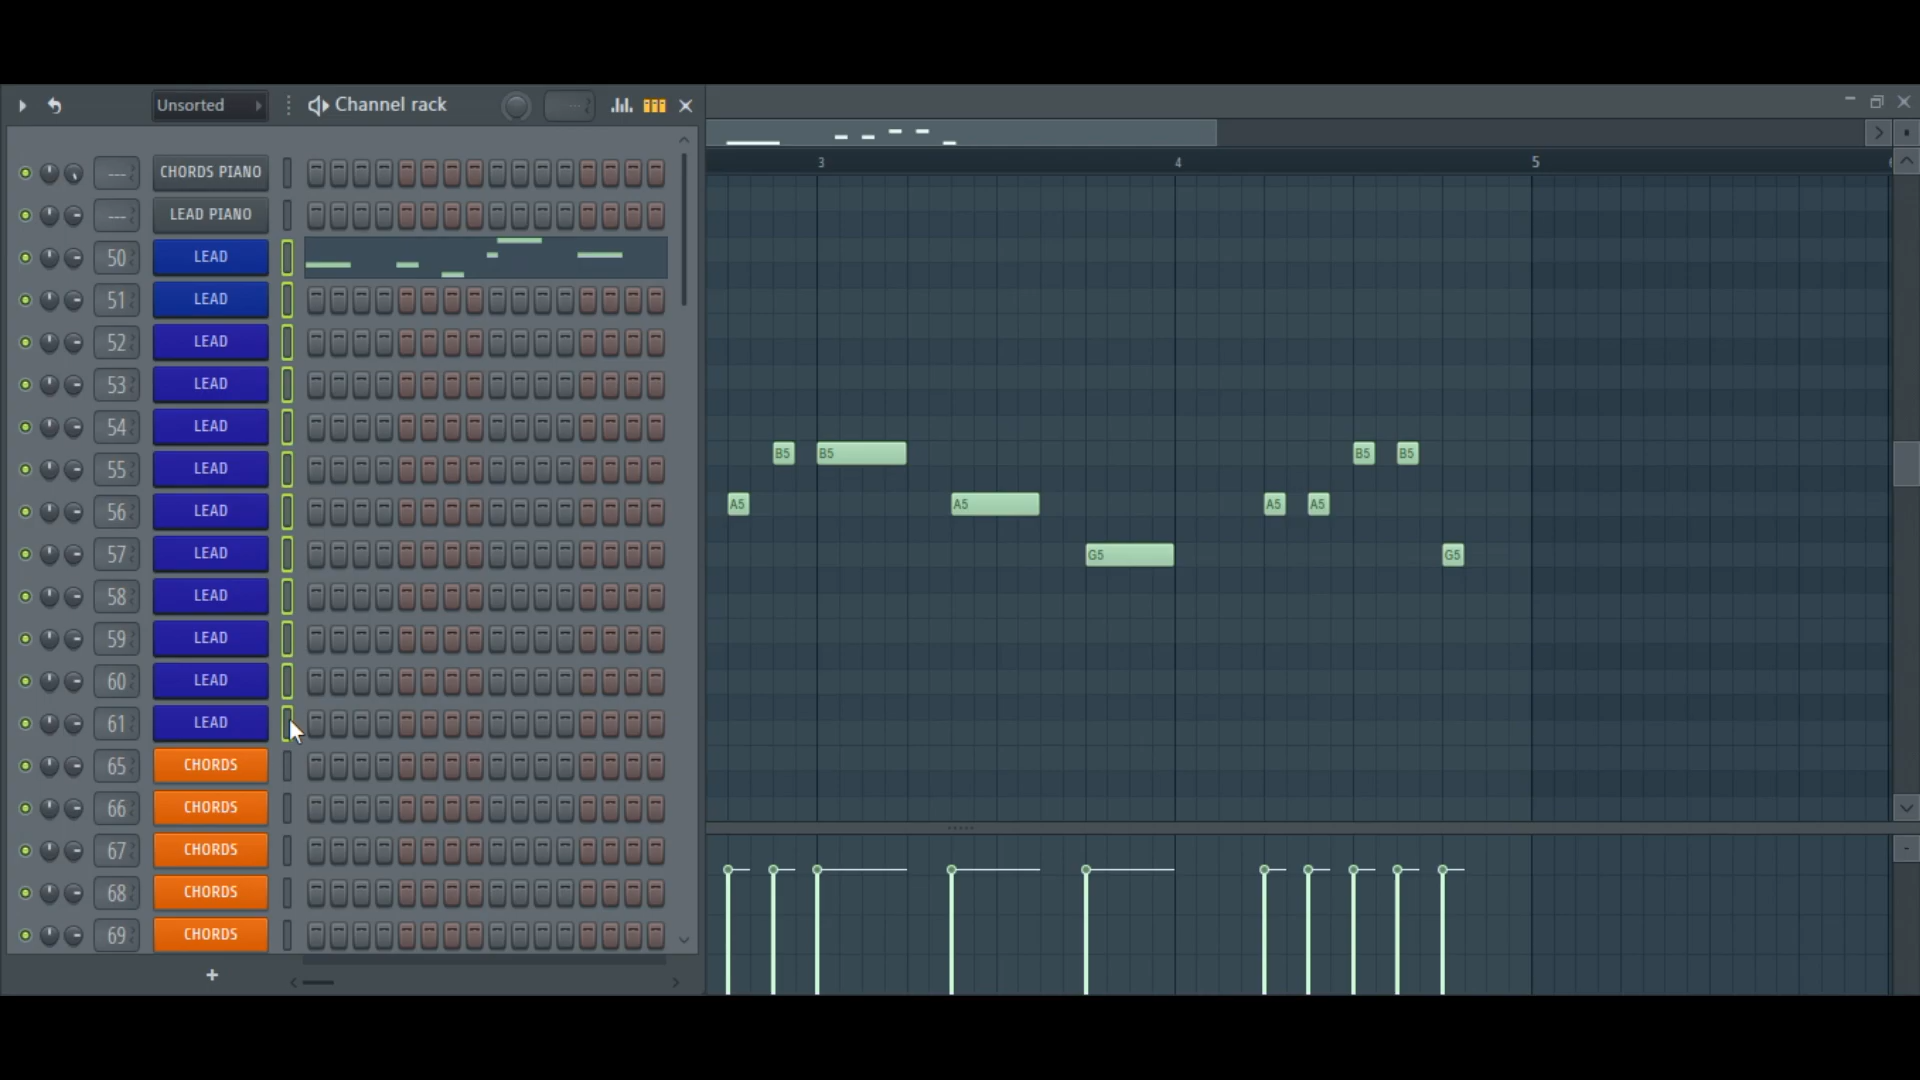 Unsorted
Channel rack
3
4
5
--- CHORDS PIANO
--- LEAD PIANO
50 LEAD
51 LEAD
52 LEAD
53 LEAD
54 LEAD
55 LEAD
56 LEAD
57 LEAD
58 LEAD
59 LEAD
60 LEAD
61 LEAD
65 CHORDS
66 CHORDS
67 CHORDS
68 CHORDS
69 CHORDS
B5 B5 B5 B5
A5 A5 A5 A5
G5 G5